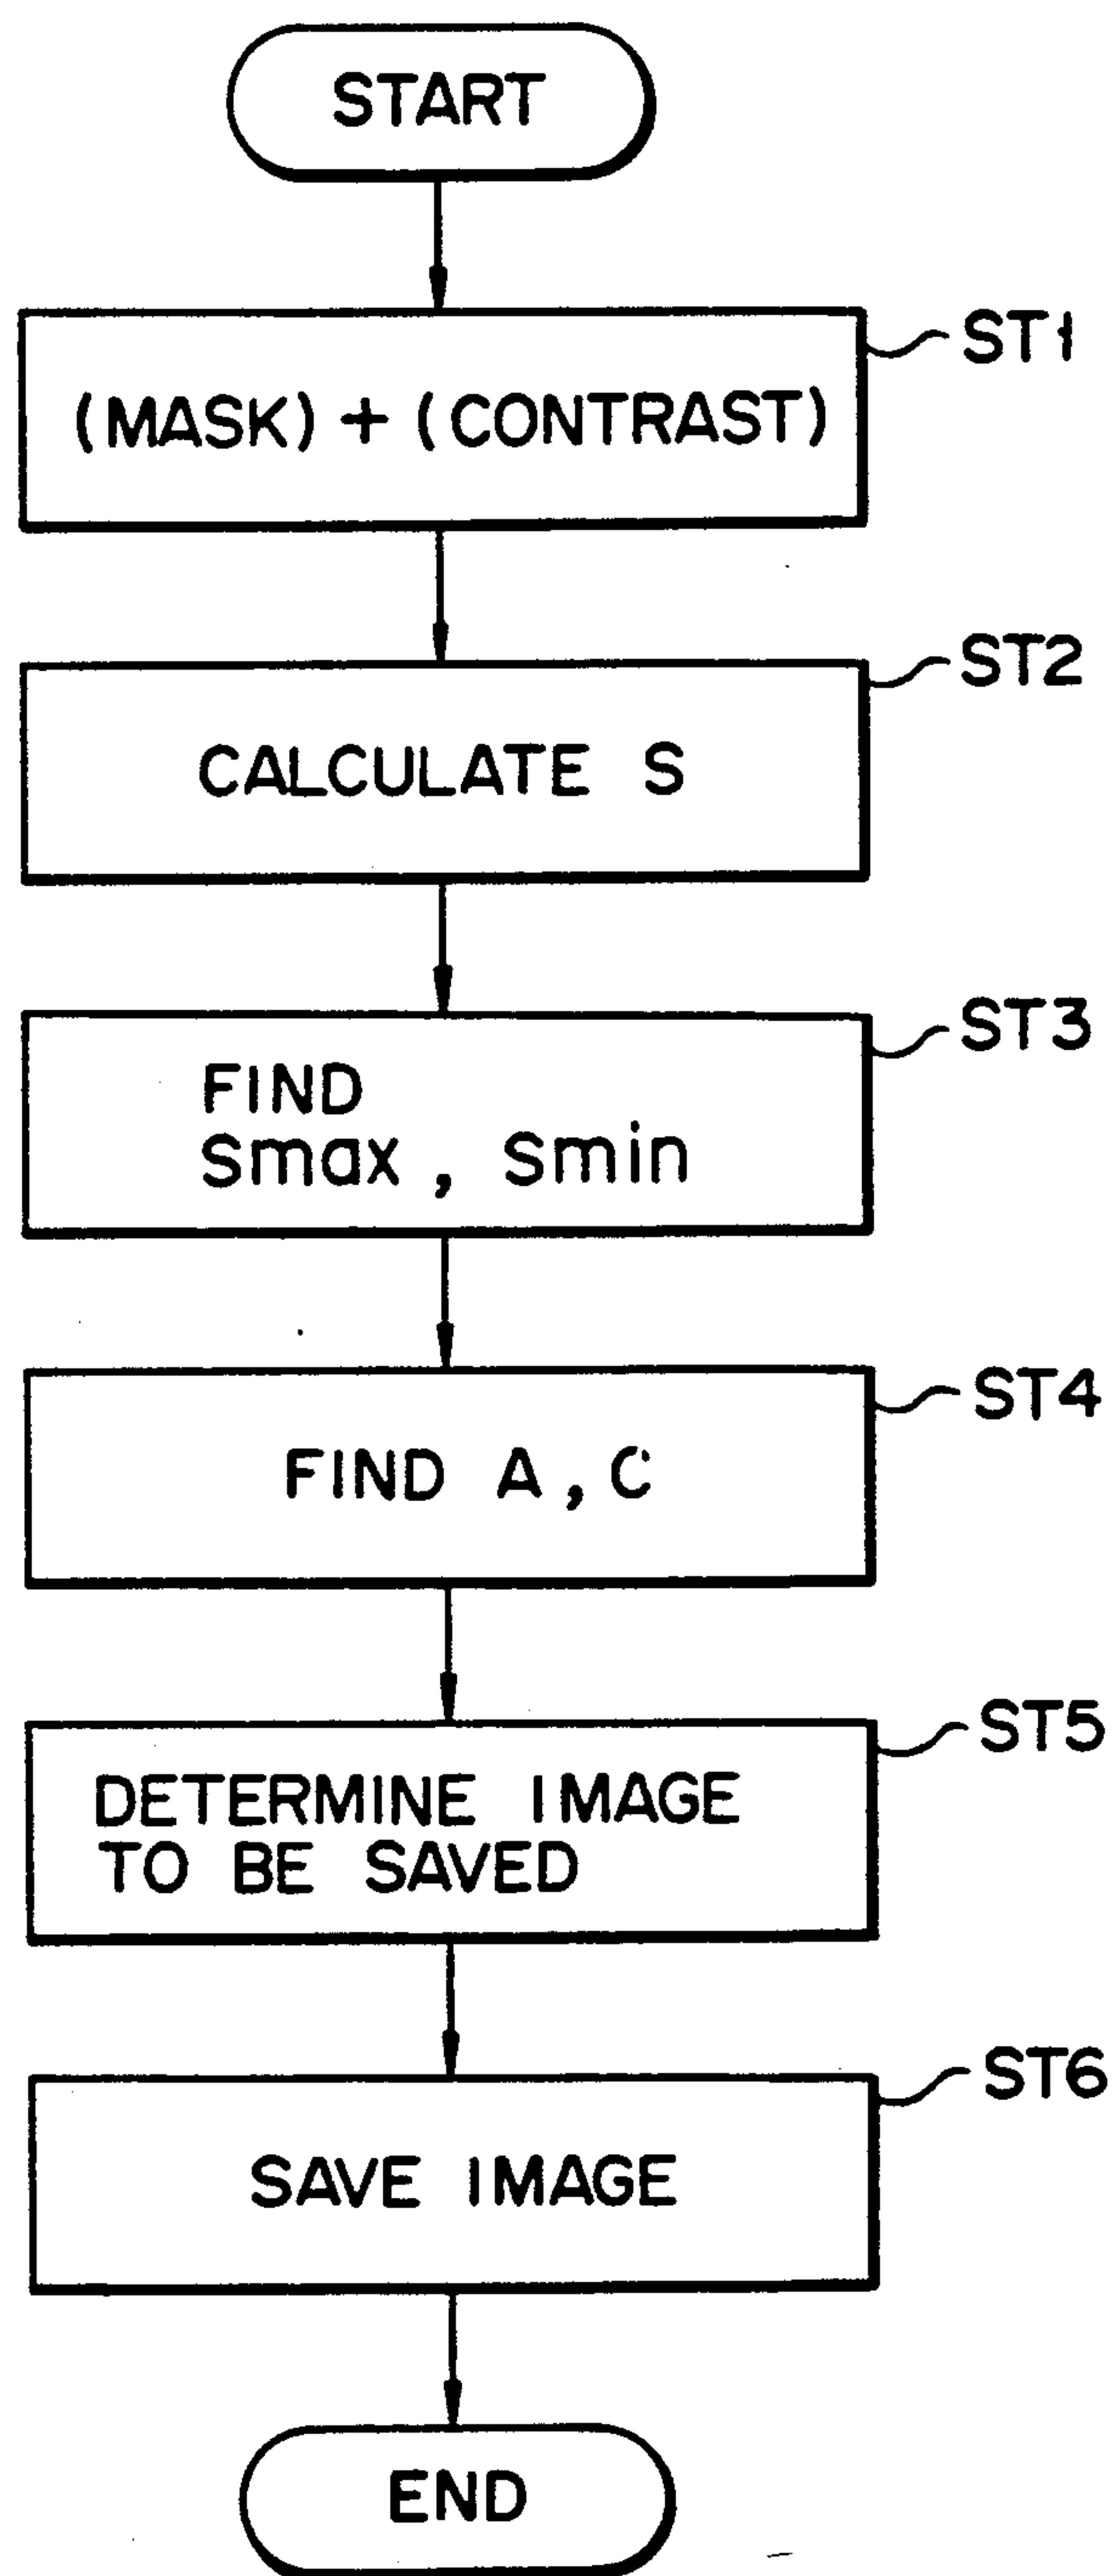 START
ST1
(MASK) + (CONTRAST)
ST2
CALCULATE S
ST3
FIND
Smax, Smin
ST4
FIND A, C
ST5
DETERMINE IMAGE
TO BE SAVED
ST6
SAVE IMAGE
END